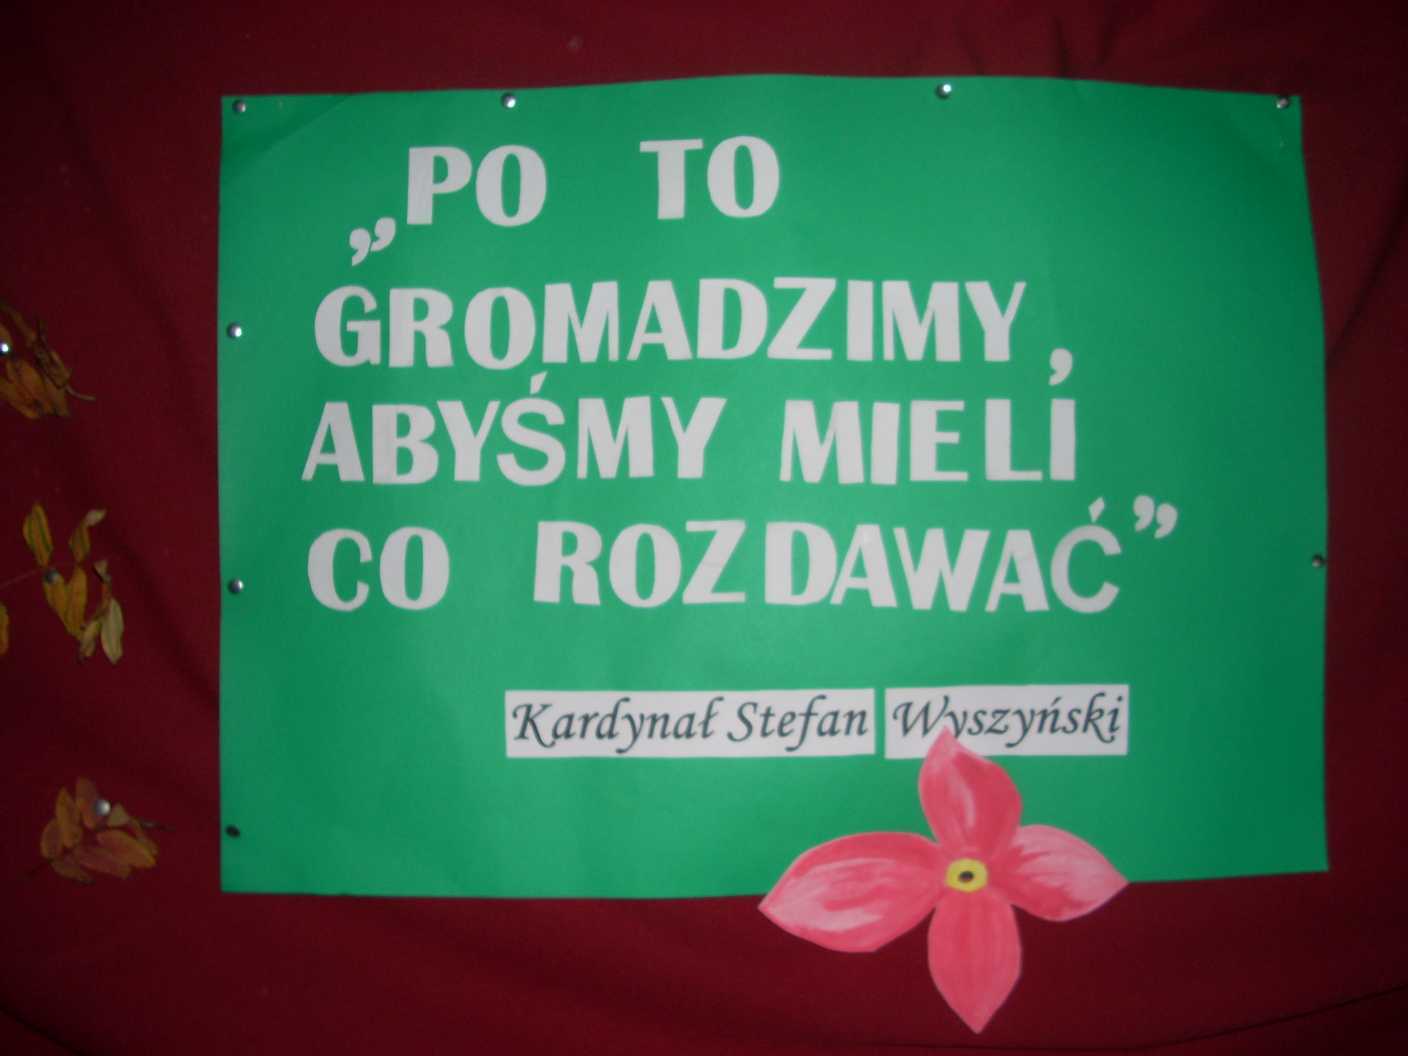 „PO TO
GROMADZIMY,
ABYŚMY MIELI
CO ROZDAWAĆ”
Kardynał Stefan Wyszyński